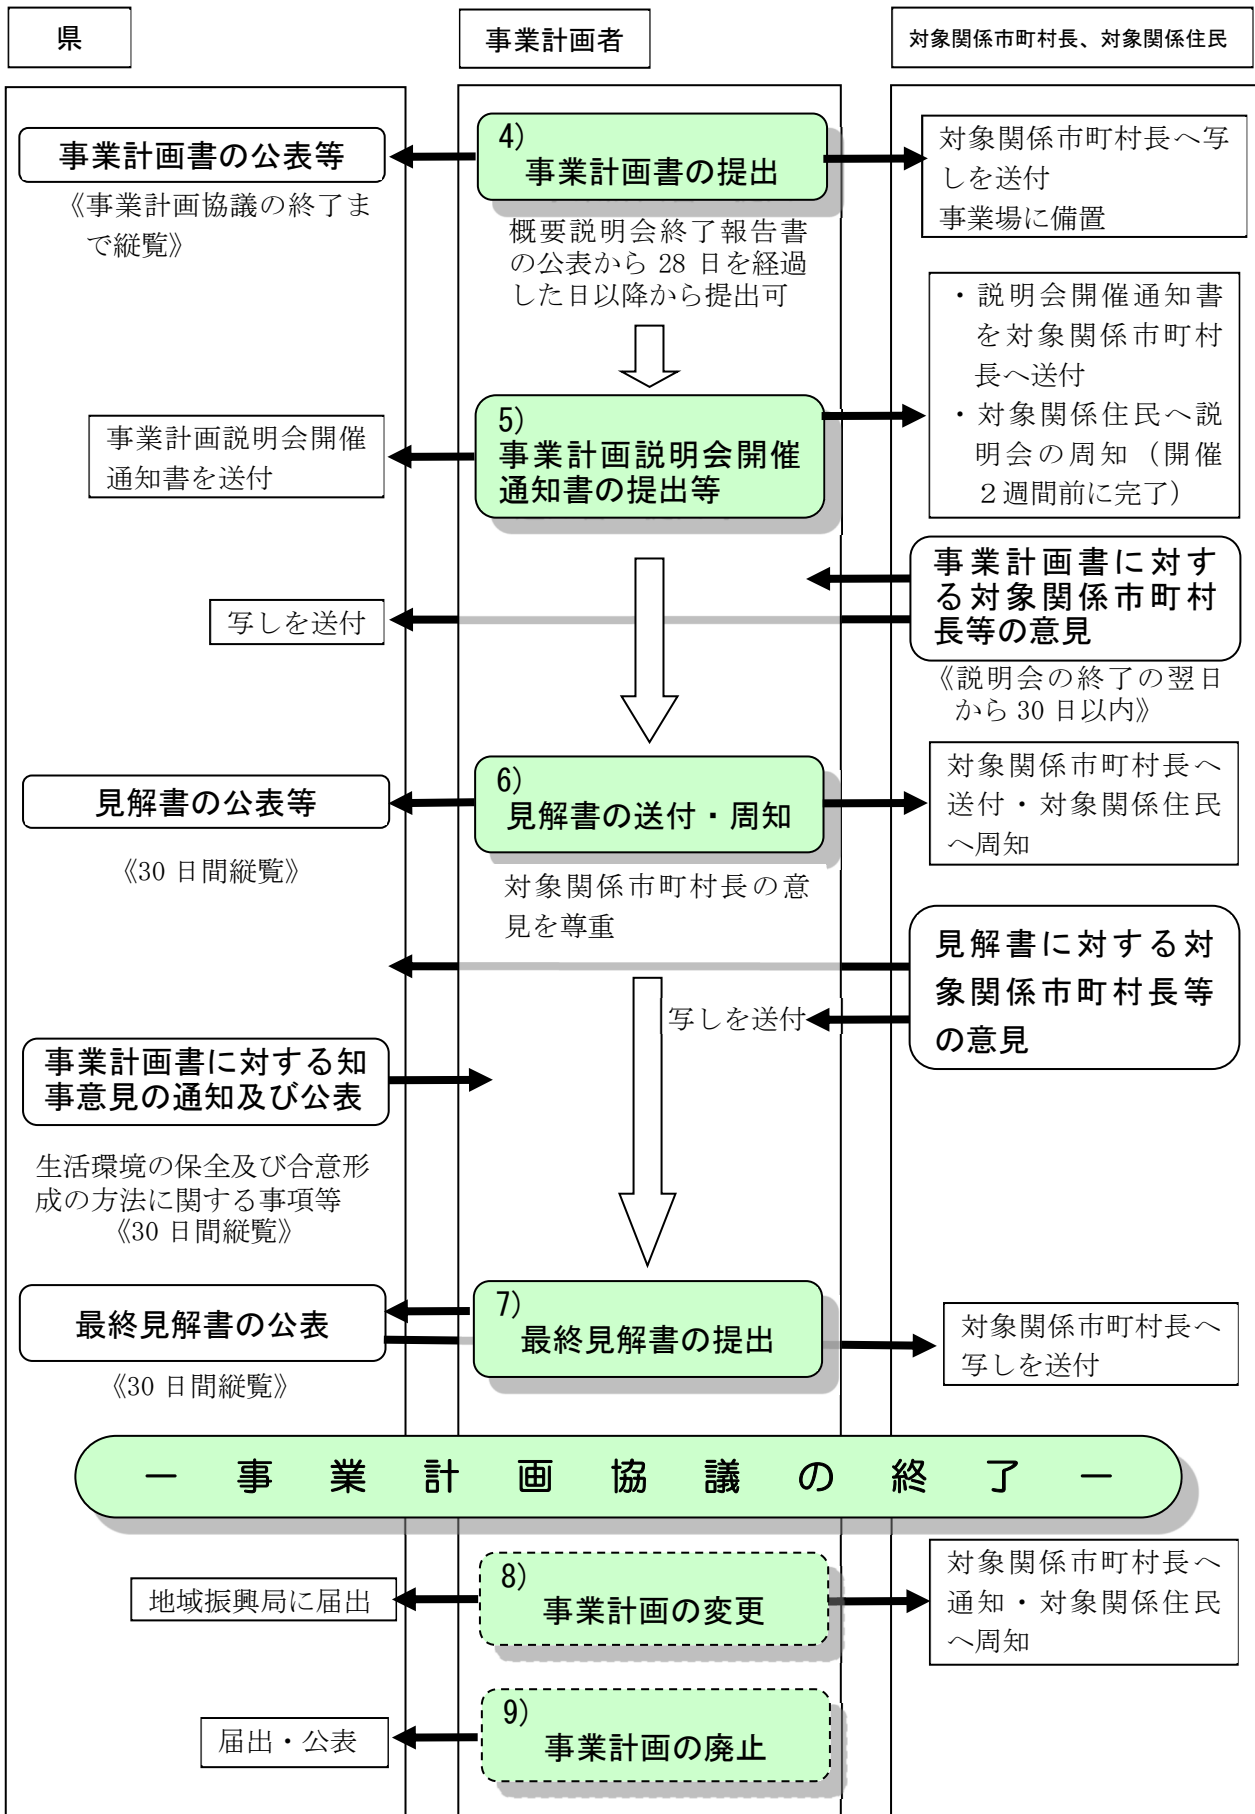 県
事業計画者
対象関係市町村長、対象関係住民
事業計画書の公表等
《事業計画協議の終了ま
で縦覧》
4)
事業計画書の提出
概要説明会終了報告書
の公表から 28 日を経過
した日以降から提出可
対象関係市町村長へ写
しを送付
事業場に備置
・説明会開催通知書
を対象関係市町村
長へ送付
・対象関係住民へ説
明会の周知（開催
２週間前に完了）
事業計画説明会開催
通知書を送付
5)
事業計画説明会開催
通知書の提出等
事業計画書に対す
る対象関係市町村
長等の意見
写しを送付
《説明会の終了の翌日
から 30 日以内》
見解書の公表等
《30 日間縦覧》
6)
見解書の送付・周知
対象関係市町村長の意
見を尊重
対象関係市町村長へ
送付・対象関係住民
へ周知
見解書に対する対
象関係市町村長等
の意見
写しを送付
事業計画書に対する知
事意見の通知及び公表
生活環境の保全及び合意形
成の方法に関する事項等
《30 日間縦覧》
最終見解書の公表
《30 日間縦覧》
7)
最終見解書の提出
対象関係市町村長へ
写しを送付
－ 事 業 計 画 協 議 の 終 了 －
地域振興局に届出
8)
事業計画の変更
対象関係市町村長へ
通知・対象関係住民
へ周知
届出・公表
9)
事業計画の廃止